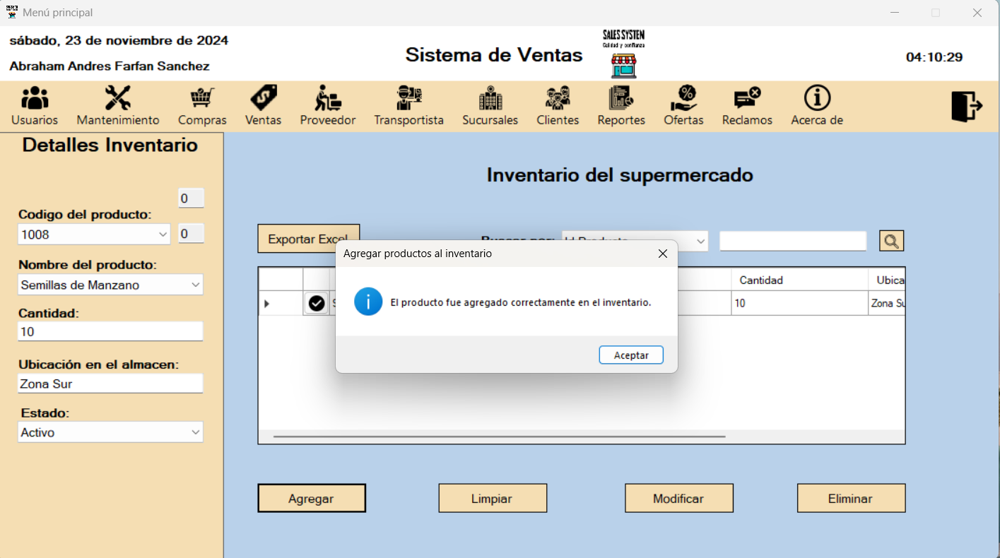 Menú principal
sábado, 23 de noviembre de 2024
Abraham Andres Farfan Sanchez
Sistema de Ventas
SALES SYSTEN
Calidad y confianza
04:10:29
Usuarios Mantenimiento Compras Ventas Proveedor Transportista Sucursales Clientes Reportes Ofertas Reclamos Acerca de
Detalles Inventario
0
Codigo del producto:
1008
0
Nombre del producto:
Semillas de Manzano
Cantidad:
10
Ubicación en el almacen:
Zona Sur
Estado:
Activo
Inventario del supermercado
Exportar Excel
Buscar por: Id Producto
Cantidad Ubica
10 Zona Su
Agregar productos al inventario
El producto fue agregado correctamente en el inventario.
Aceptar
Agregar Limpiar Modificar Eliminar